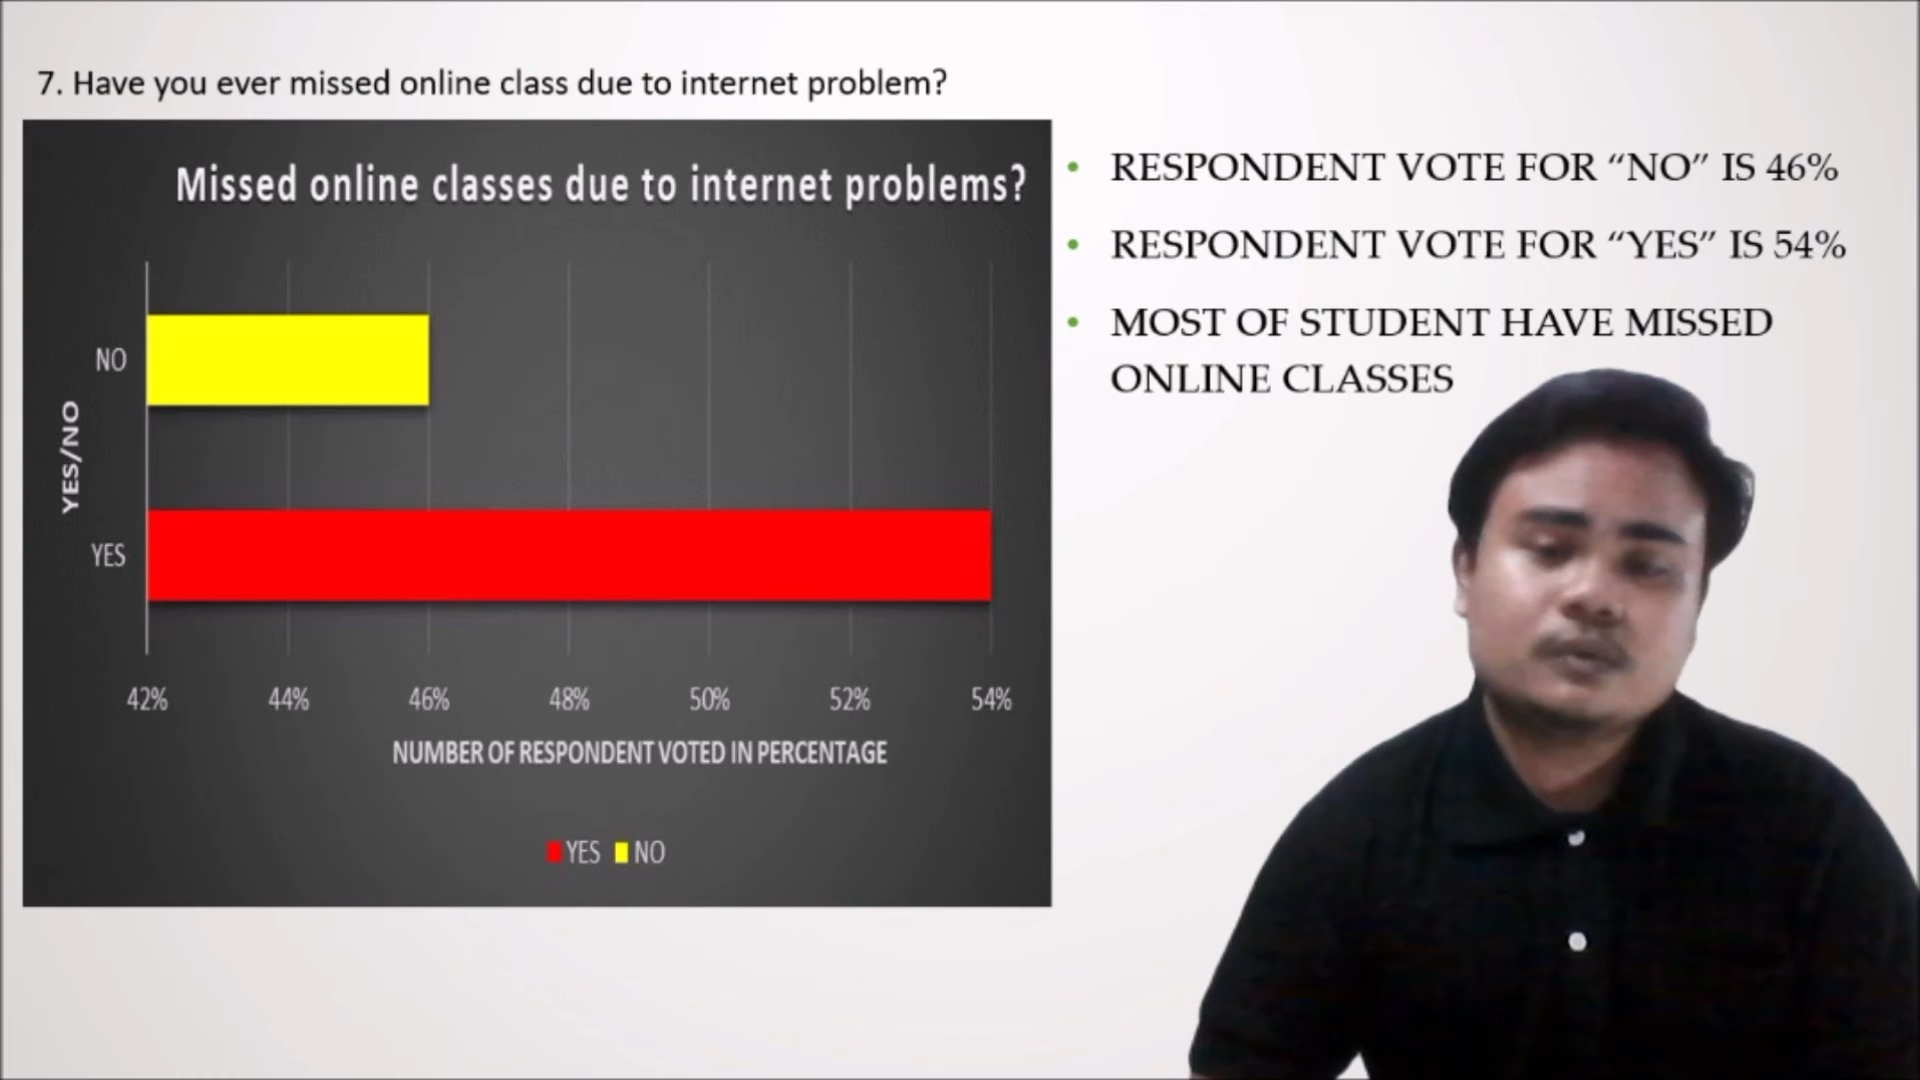 7. Have you ever missed online class due to internet problem?
Missed online classes due to internet problems?
NO
YES
YES/NO
42% 44% 46% 48% 50% 52% 54%
NUMBER OF RESPONDENT VOTED IN PERCENTAGE
YES NO
• RESPONDENT VOTE FOR “NO” IS 46%
• RESPONDENT VOTE FOR “YES” IS 54%
• MOST OF STUDENT HAVE MISSED
ONLINE CLASSES